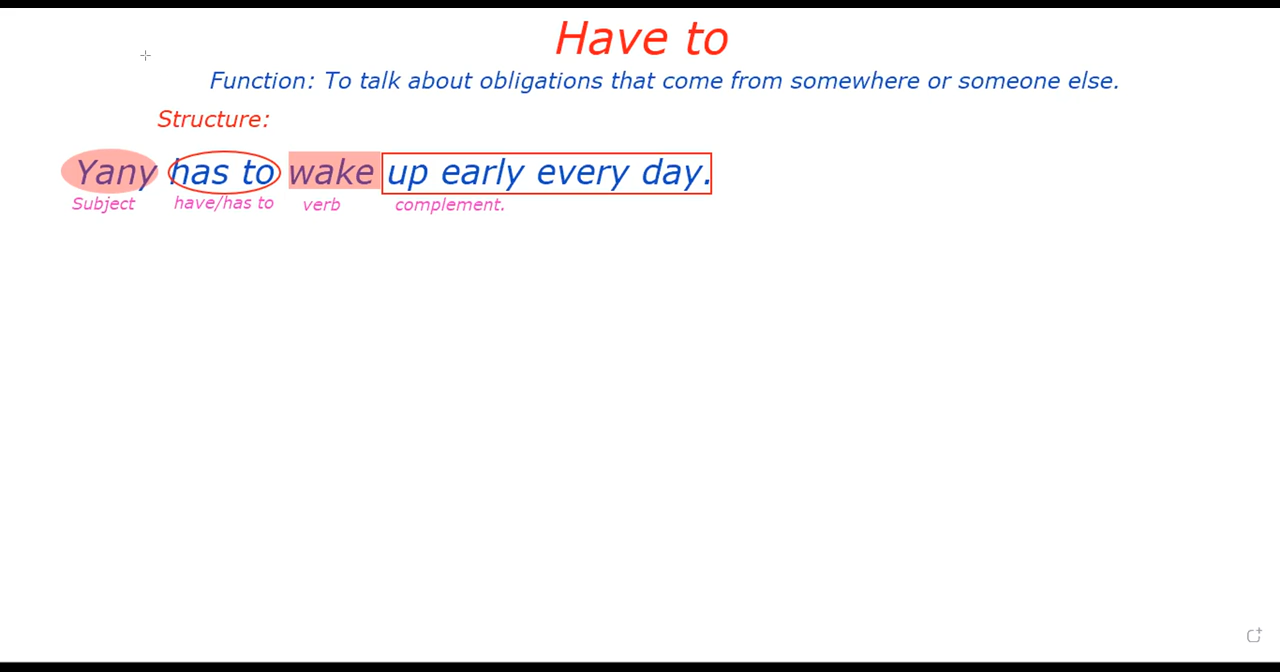 Have to
Function: To talk about obligations that come from somewhere or someone else.
Structure:
Yany has to wake up early every day.
Subject have/has to verb complement.